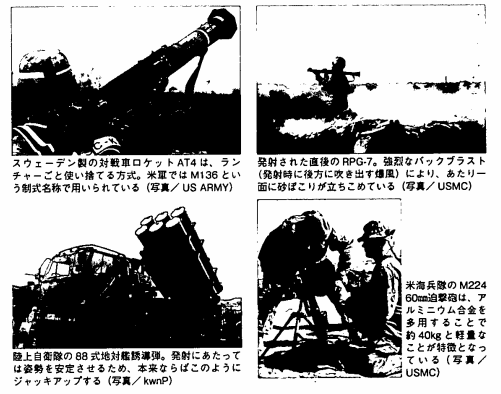 スウェーデン製の対戦車ロケットAT4は、ラン
チャーごと使い捨てる方式。米軍ではM136とい
う制式名称で用いられている（写真／US ARMY）
発射された直後のRPG-7。強烈なバックブラスト
（発射時に後方に吹き出す爆風）により、あたり一
面に砂ぼこりが立ちこめている（写真／USMC）
陸上自衛隊の88式地対艦誘導弾。発射にあたって
は姿勢を安定させるため、本来ならばこのように
ジャッキアップする（写真／kwnP）
米海兵隊のM224
60㎜迫撃砲は、ア
ルミニウム合金を
多用することで
約40kgと軽量な
ことが特徴となっ
ている（写真／
USMC）